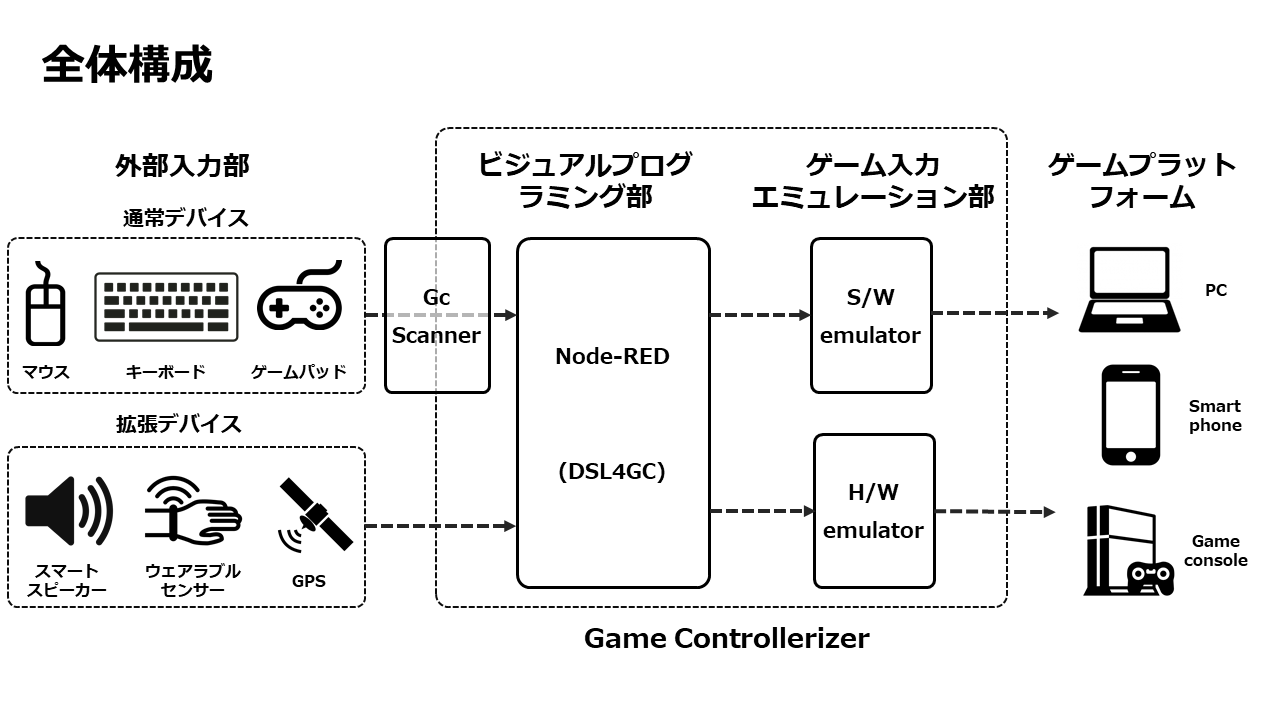 全体構成
外部入力部
通常デバイス
マウス
キーボード
ゲームパッド
拡張デバイス
スマート
スピーカー
ウェアラブル
センサー
GPS
Gc
Scanner
ビジュアルプログ
ラミング部
Node-RED
(DSL4GC)
ゲーム入力
エミュレーション部
S/W
emulator
H/W
emulator
Game Controllerizer
ゲームプラット
フォーム
PC
Smart
phone
Game
console